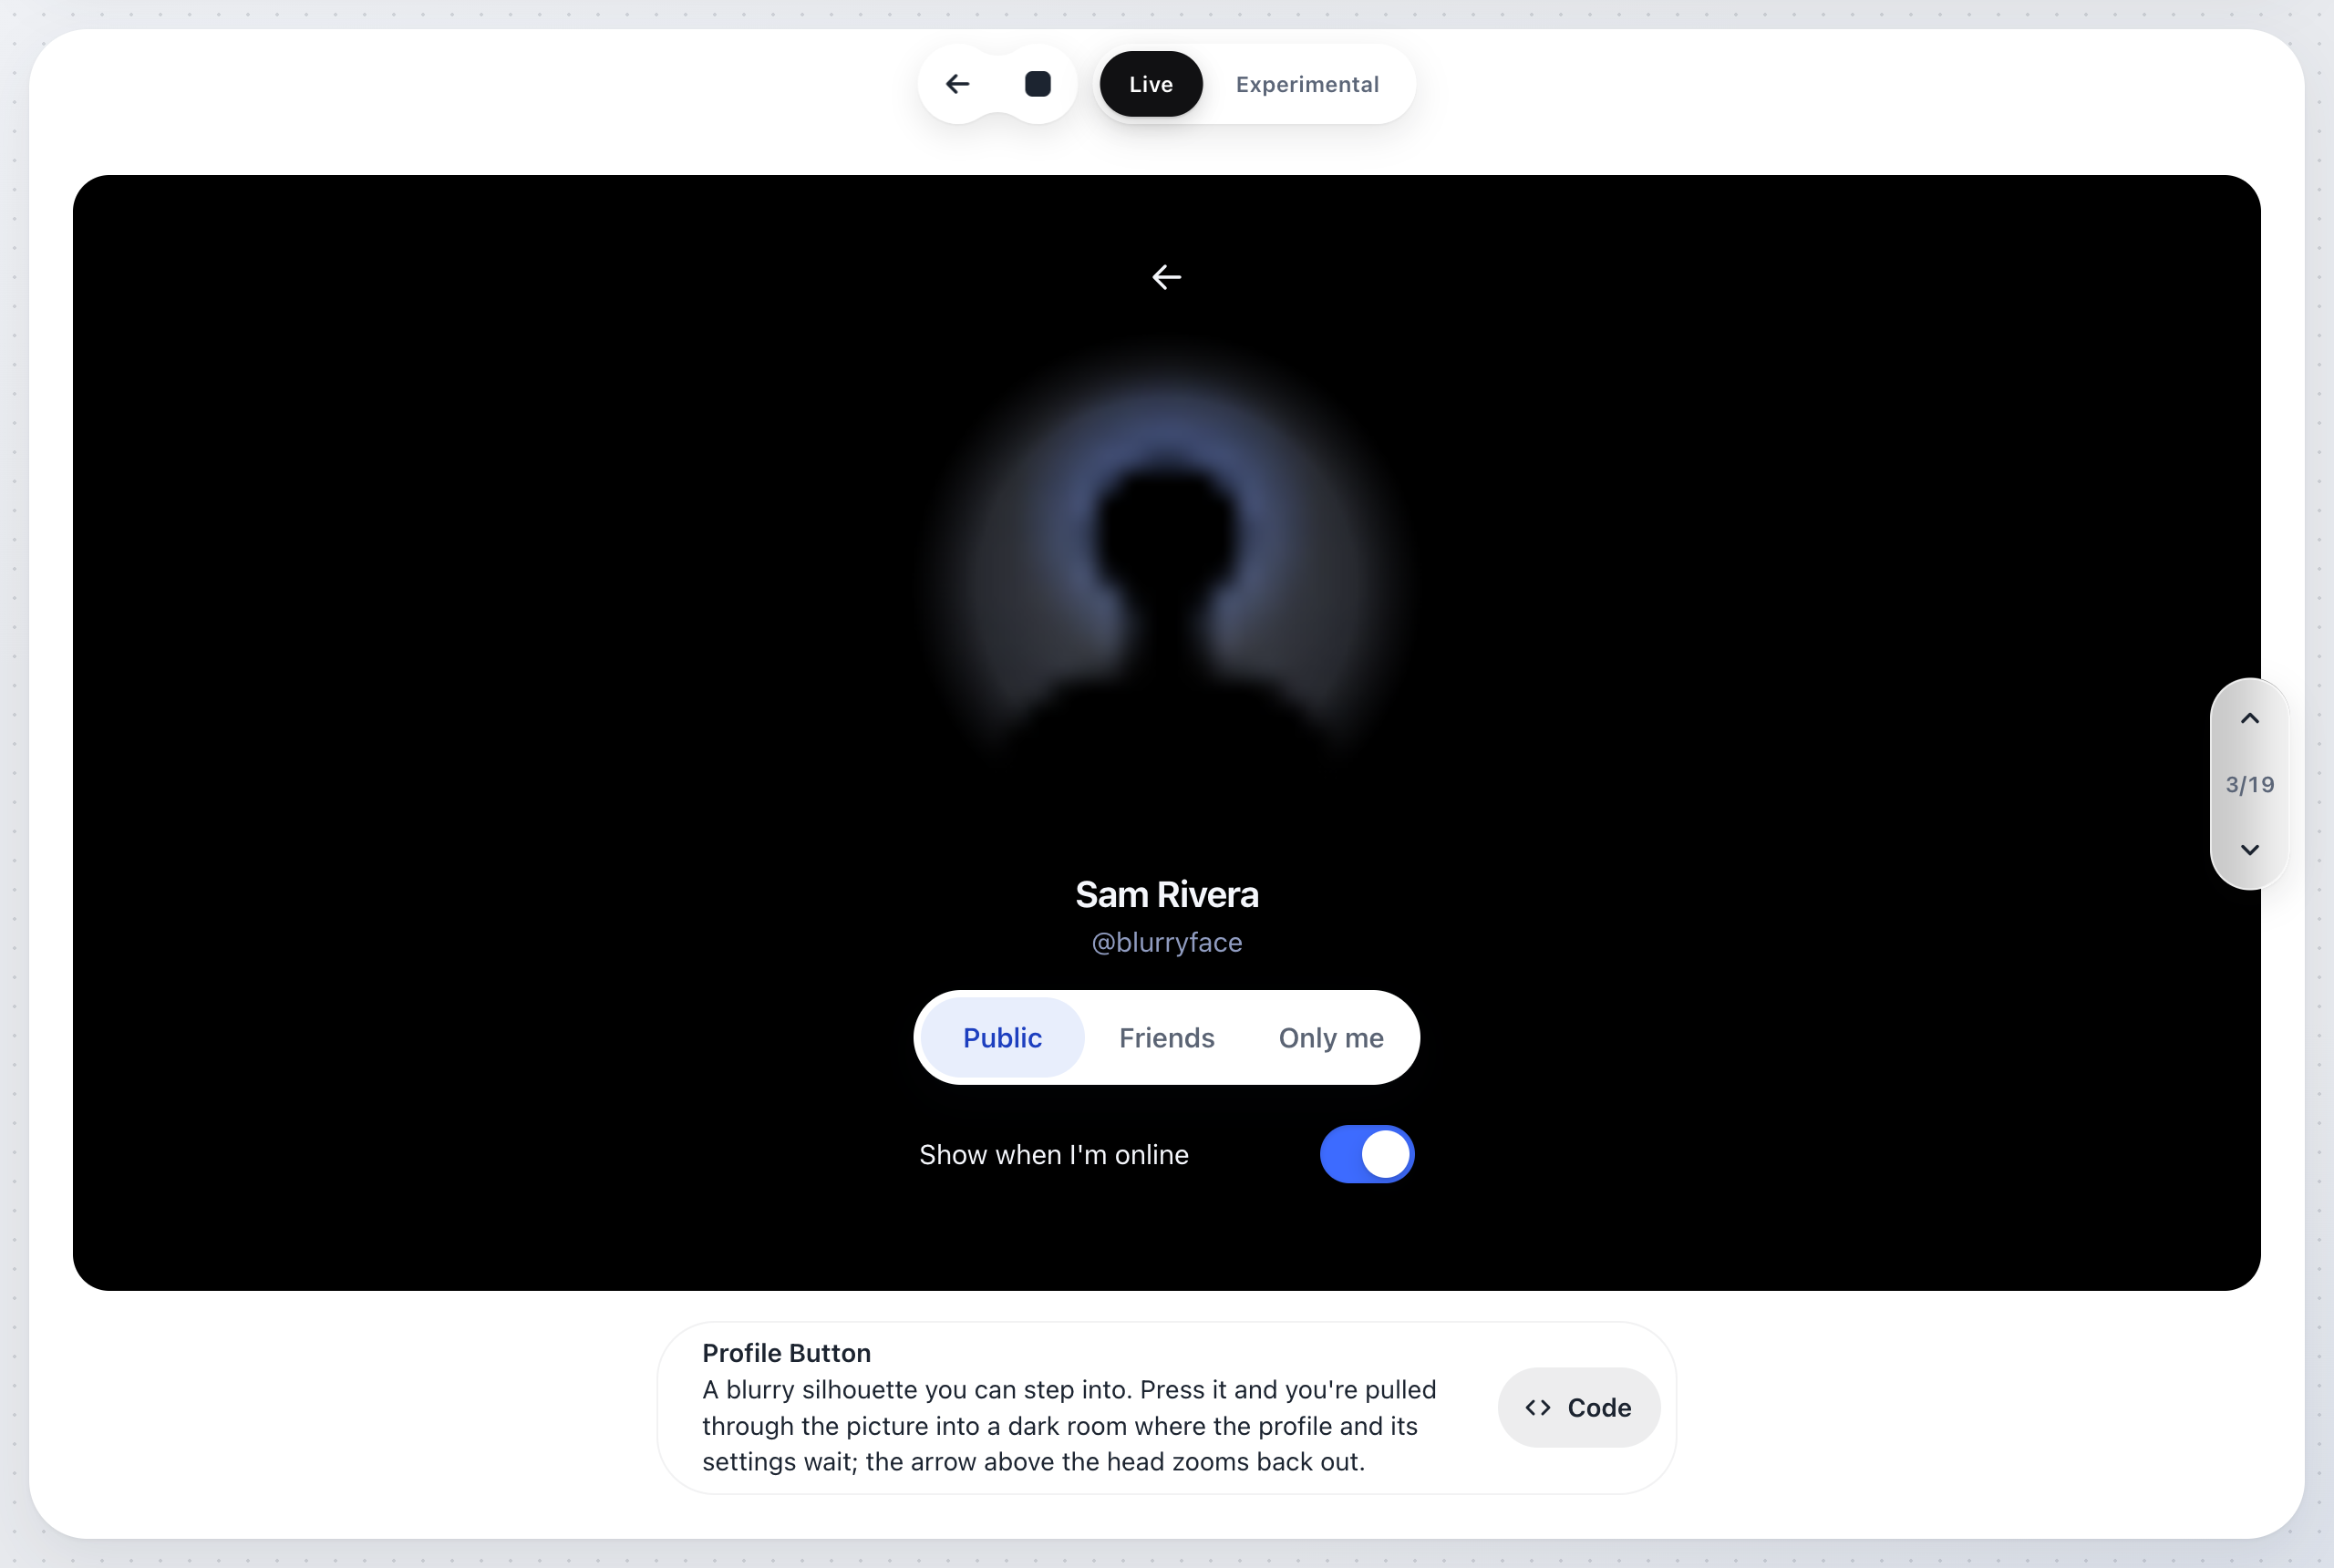 Live
Experimental
3/19
Sam Rivera
@blurryface
Public
Friends
Only me
Show when I'm online
Profile Button
A blurry silhouette you can step into. Press it and you're pulled
through the picture into a dark room where the profile and its
settings wait; the arrow above the head zooms back out.
Code